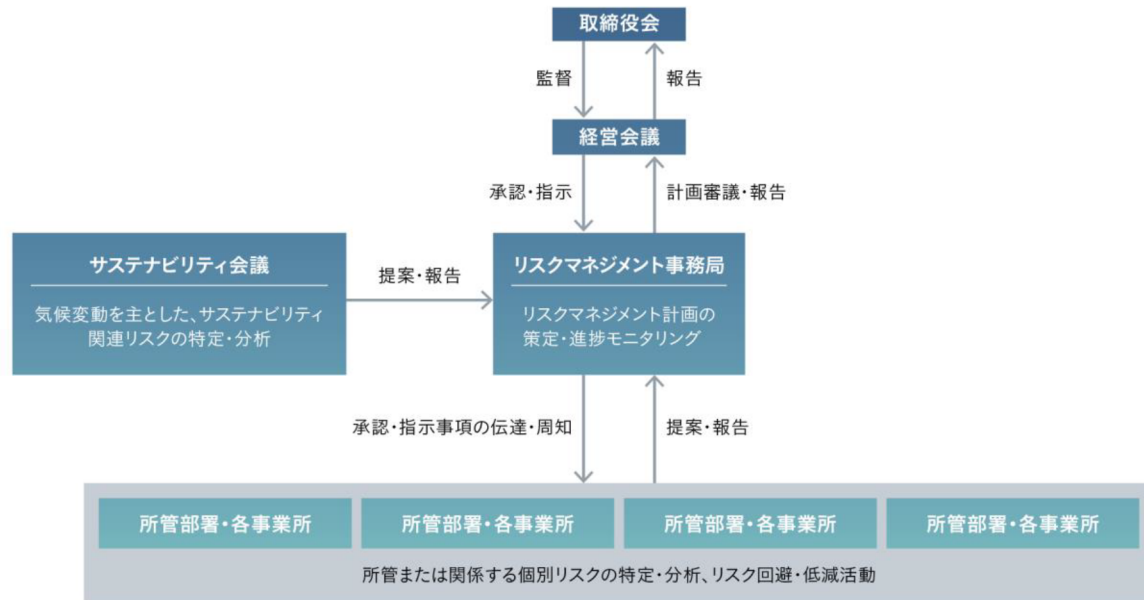 取締役会
監督
報告
経営会議
承認・指示
計画審議・報告
サステナビリティ会議
気候変動を主とした、サステナビリティ
関連リスクの特定・分析
提案・報告
リスクマネジメント事務局
リスクマネジメント計画の
策定・進捗モニタリング
承認・指示事項の伝達・周知
提案・報告
所管部署・各事業所
所管部署・各事業所
所管部署・各事業所
所管部署・各事業所
所管または関係する個別リスクの特定・分析、リスク回避・低減活動